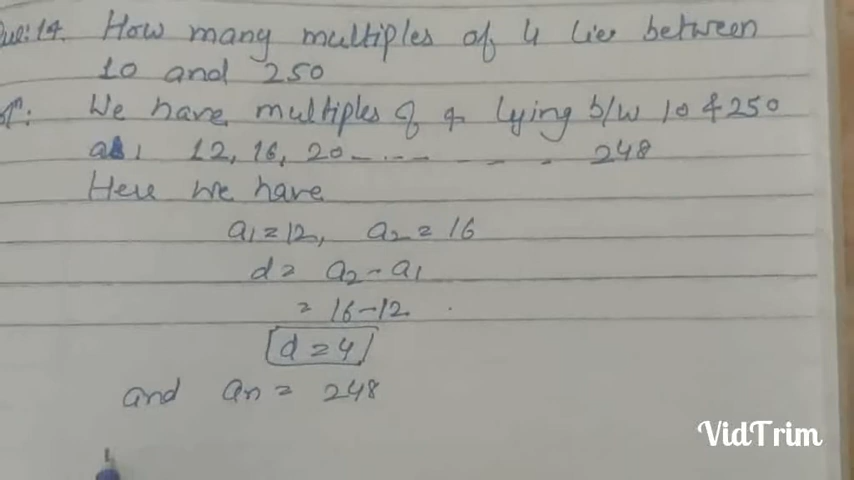 Que:14. How many multiples of 4 lies between
10 and 250
We have multiples of 4 lying b/w 10 & 250
as, 12, 16, 20 - - - - - - - 248
Here we have
a₁ = 12, a₂ = 16
d = a₂ - a₁
= 16 - 12
d = 4
and an = 248
VidTrim